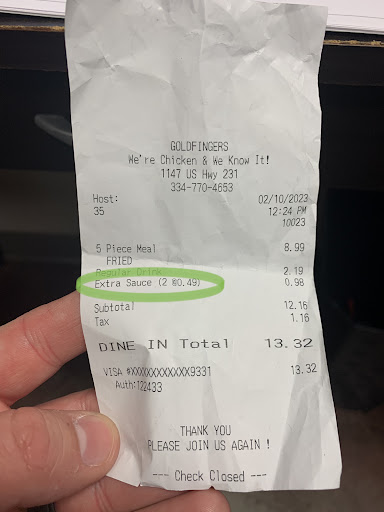 GOLDFINGERS
We're Chicken & We Know It!
1147 US Hwy 231
334-770-4653
Host: 02/10/2023
35 12:24 PM
10023
5 Piece Meal 8.99
FRIED
Regular Drink 2.19
Extra Sauce (2 @0.49) 0.98
Subtotal 12.16
Tax 1.16
DINE IN Total 13.32
VISA #XXXXXXXXXXXX9331 13.32
Auth:122433
THANK YOU
PLEASE JOIN US AGAIN !
--- Check Closed ---